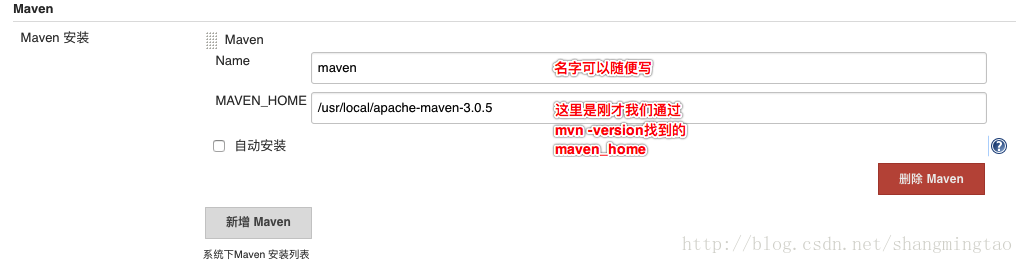 Maven
Maven 安装
Maven
Name
maven
名字可以随便写
MAVEN_HOME
/usr/local/apache-maven-3.0.5
这里是刚才我们通过
mvn -version找到的
maven_home
自动安装
?
删除 Maven
新增 Maven
系统下Maven 安装列表
http://blog.csdn.net/shangmingtao